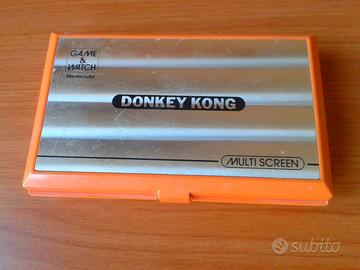 GAME
&
WATCH
Nintendo
DONKEY KONG
MULTI SCREEN
subito